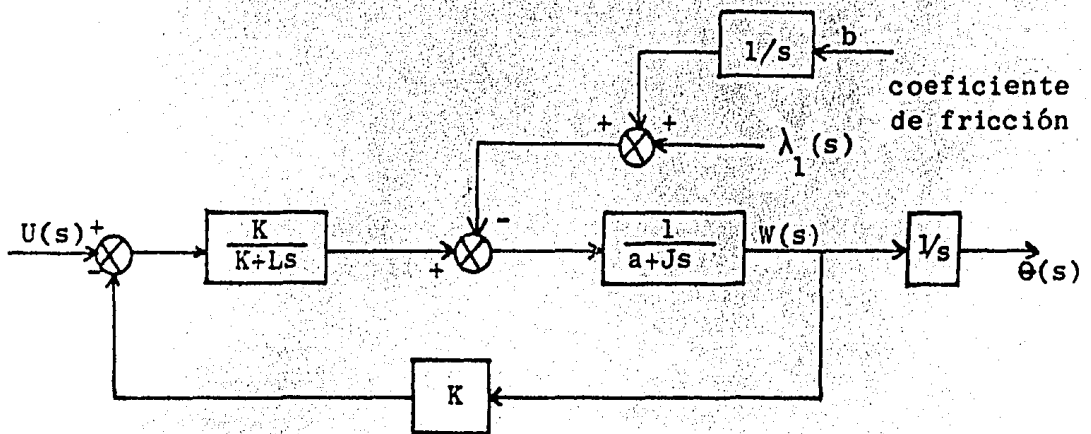 1/s
b
coeficiente
de fricción
+
+
λ₁(s)
U(s)
+
-
K
K+Ls
+
-
1
a+Js
W(s)
1/s
θ(s)
K